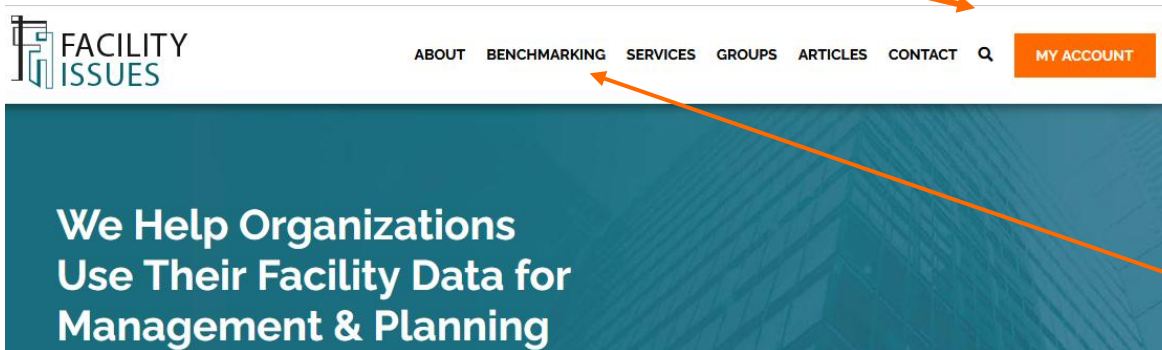 FACILITY
ISSUES
ABOUT BENCHMARKING SERVICES GROUPS ARTICLES CONTACT MY ACCOUNT
We Help Organizations
Use Their Facility Data for
Management & Planning